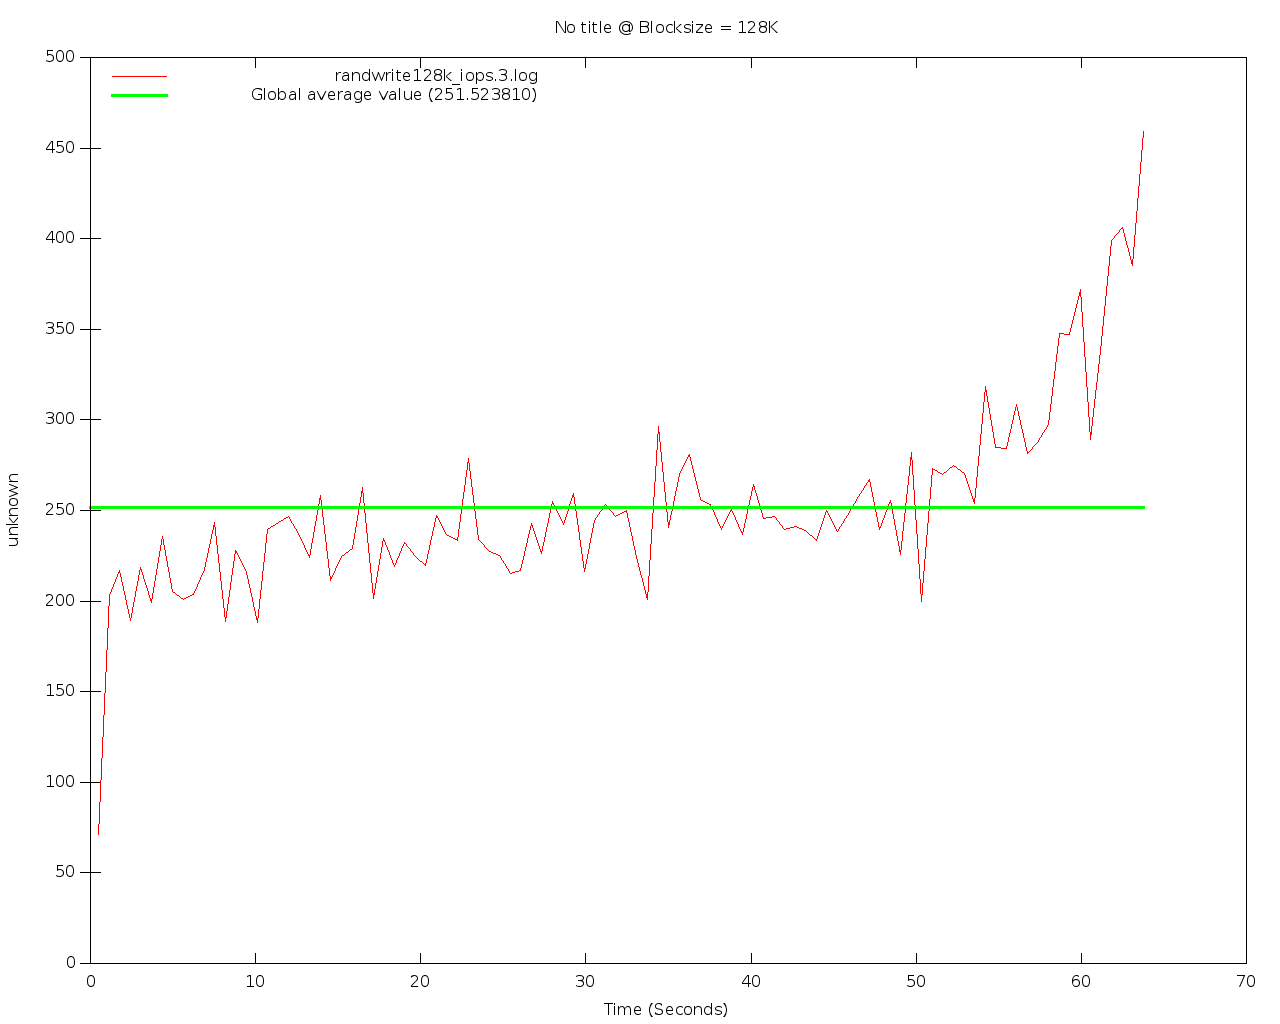 No title @ Blocksize = 128K
randwrite128k_iops.3.log
Global average value (251.523810)
500
450
400
350
300
250
200
150
100
50
0
unknown
0 10 20 30 40 50 60 70
Time (Seconds)